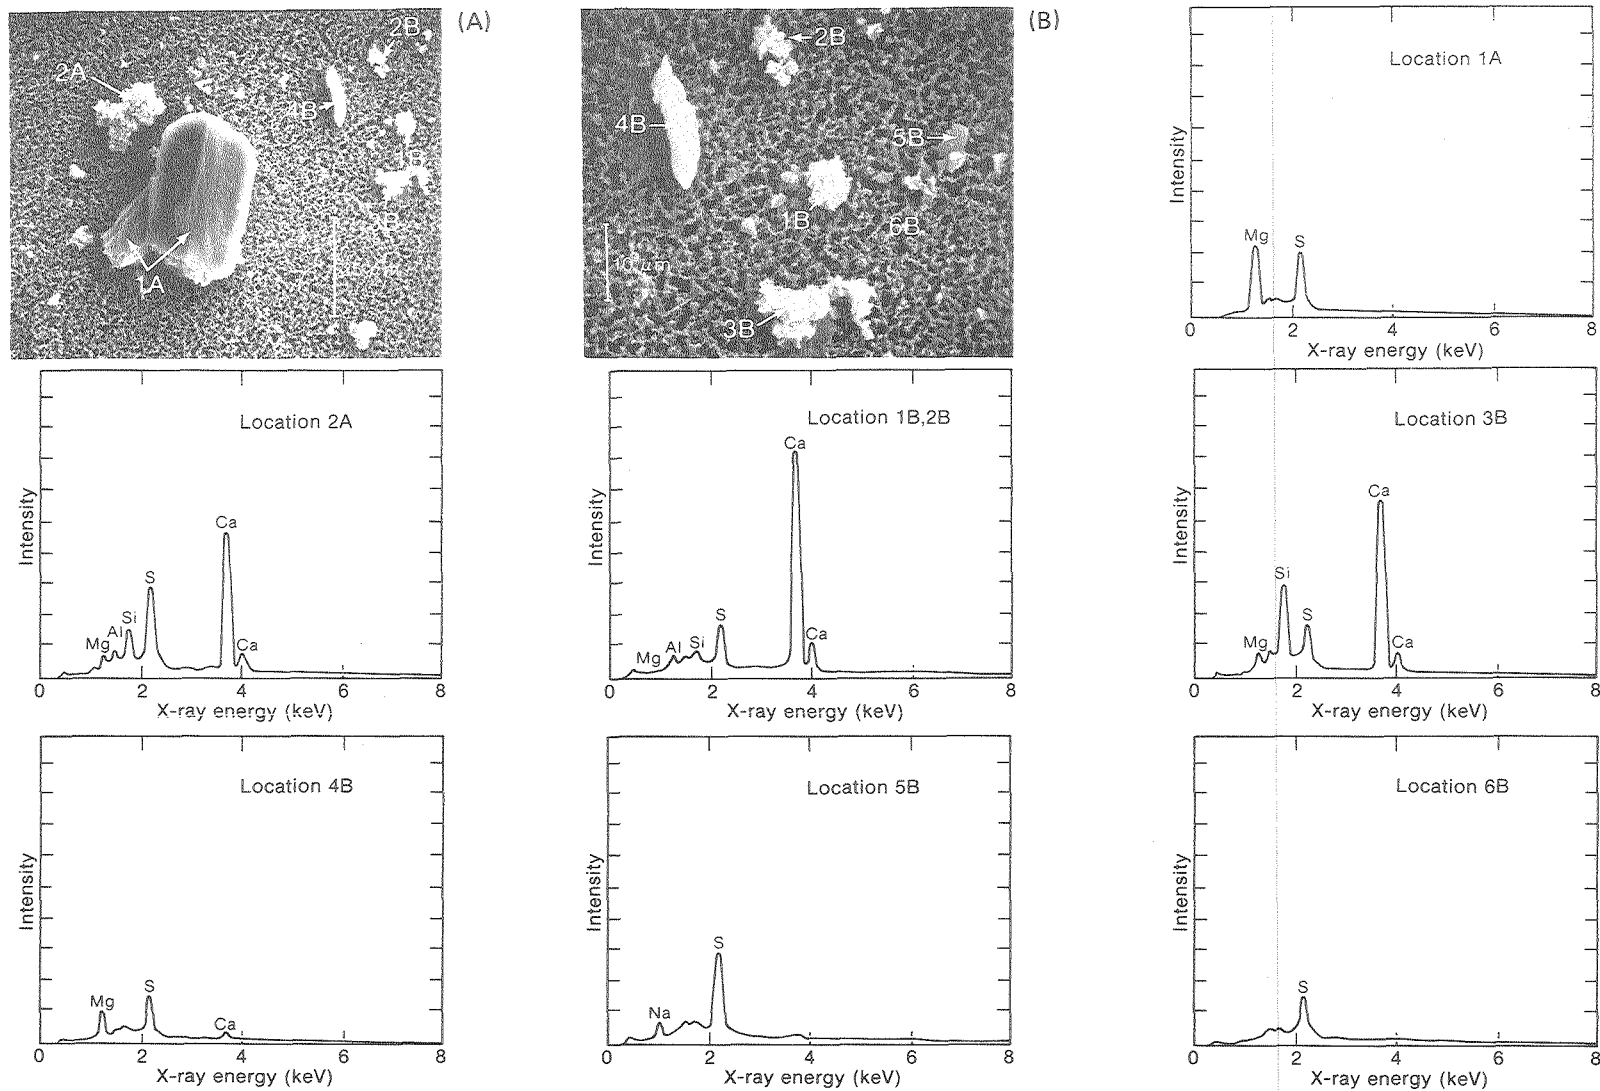 (A)
2B
2A
4B
1B
3B
1A
(B)
2B
4B
5B
1B
6B
10 μm
3B
Location 1A
Intensity
Mg
S
0 2 4 6 8
X-ray energy (keV)
Location 2A
Intensity
Mg
Al
Si
S
Ca
Ca
0 2 4 6 8
X-ray energy (keV)
Location 1B,2B
Intensity
Mg
Al
Si
S
Ca
Ca
0 2 4 6 8
X-ray energy (keV)
Location 3B
Intensity
Mg
Si
S
Ca
Ca
0 2 4 6 8
X-ray energy (keV)
Location 4B
Intensity
Mg
S
Ca
0 2 4 6 8
X-ray energy (keV)
Location 5B
Intensity
Na
S
0 2 4 6 8
X-ray energy (keV)
Location 6B
Intensity
S
0 2 4 6 8
X-ray energy (keV)